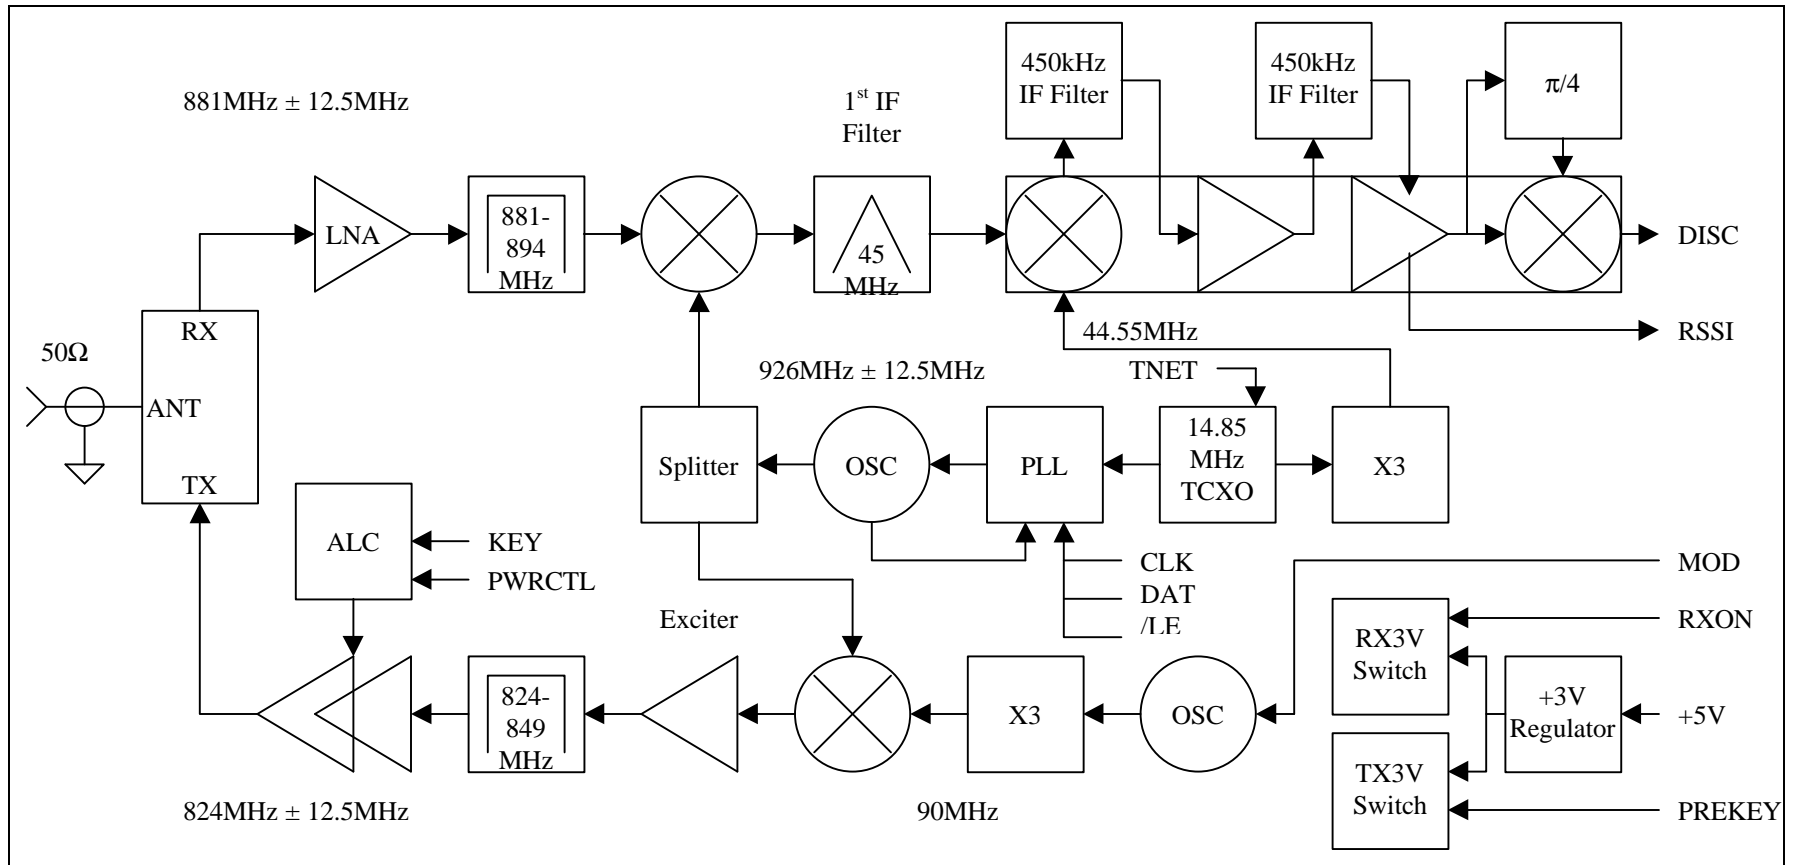 450kHz
IF Filter
450kHz
IF Filter
π/4
881MHz ± 12.5MHz
1st IF
Filter
LNA
881-
894
MHz
45
MHz
DISC
RX
50Ω
44.55MHz
RSSI
926MHz ± 12.5MHz
TNET
ANT
TX
Splitter
OSC
PLL
14.85
MHz
TCXO
X3
ALC
KEY
PWRCTL
CLK
DAT
/LE
MOD
Exciter
RX3V
Switch
RXON
824-
849
MHz
X3
OSC
+3V
Regulator
+5V
TX3V
Switch
824MHz ± 12.5MHz
90MHz
PREKEY